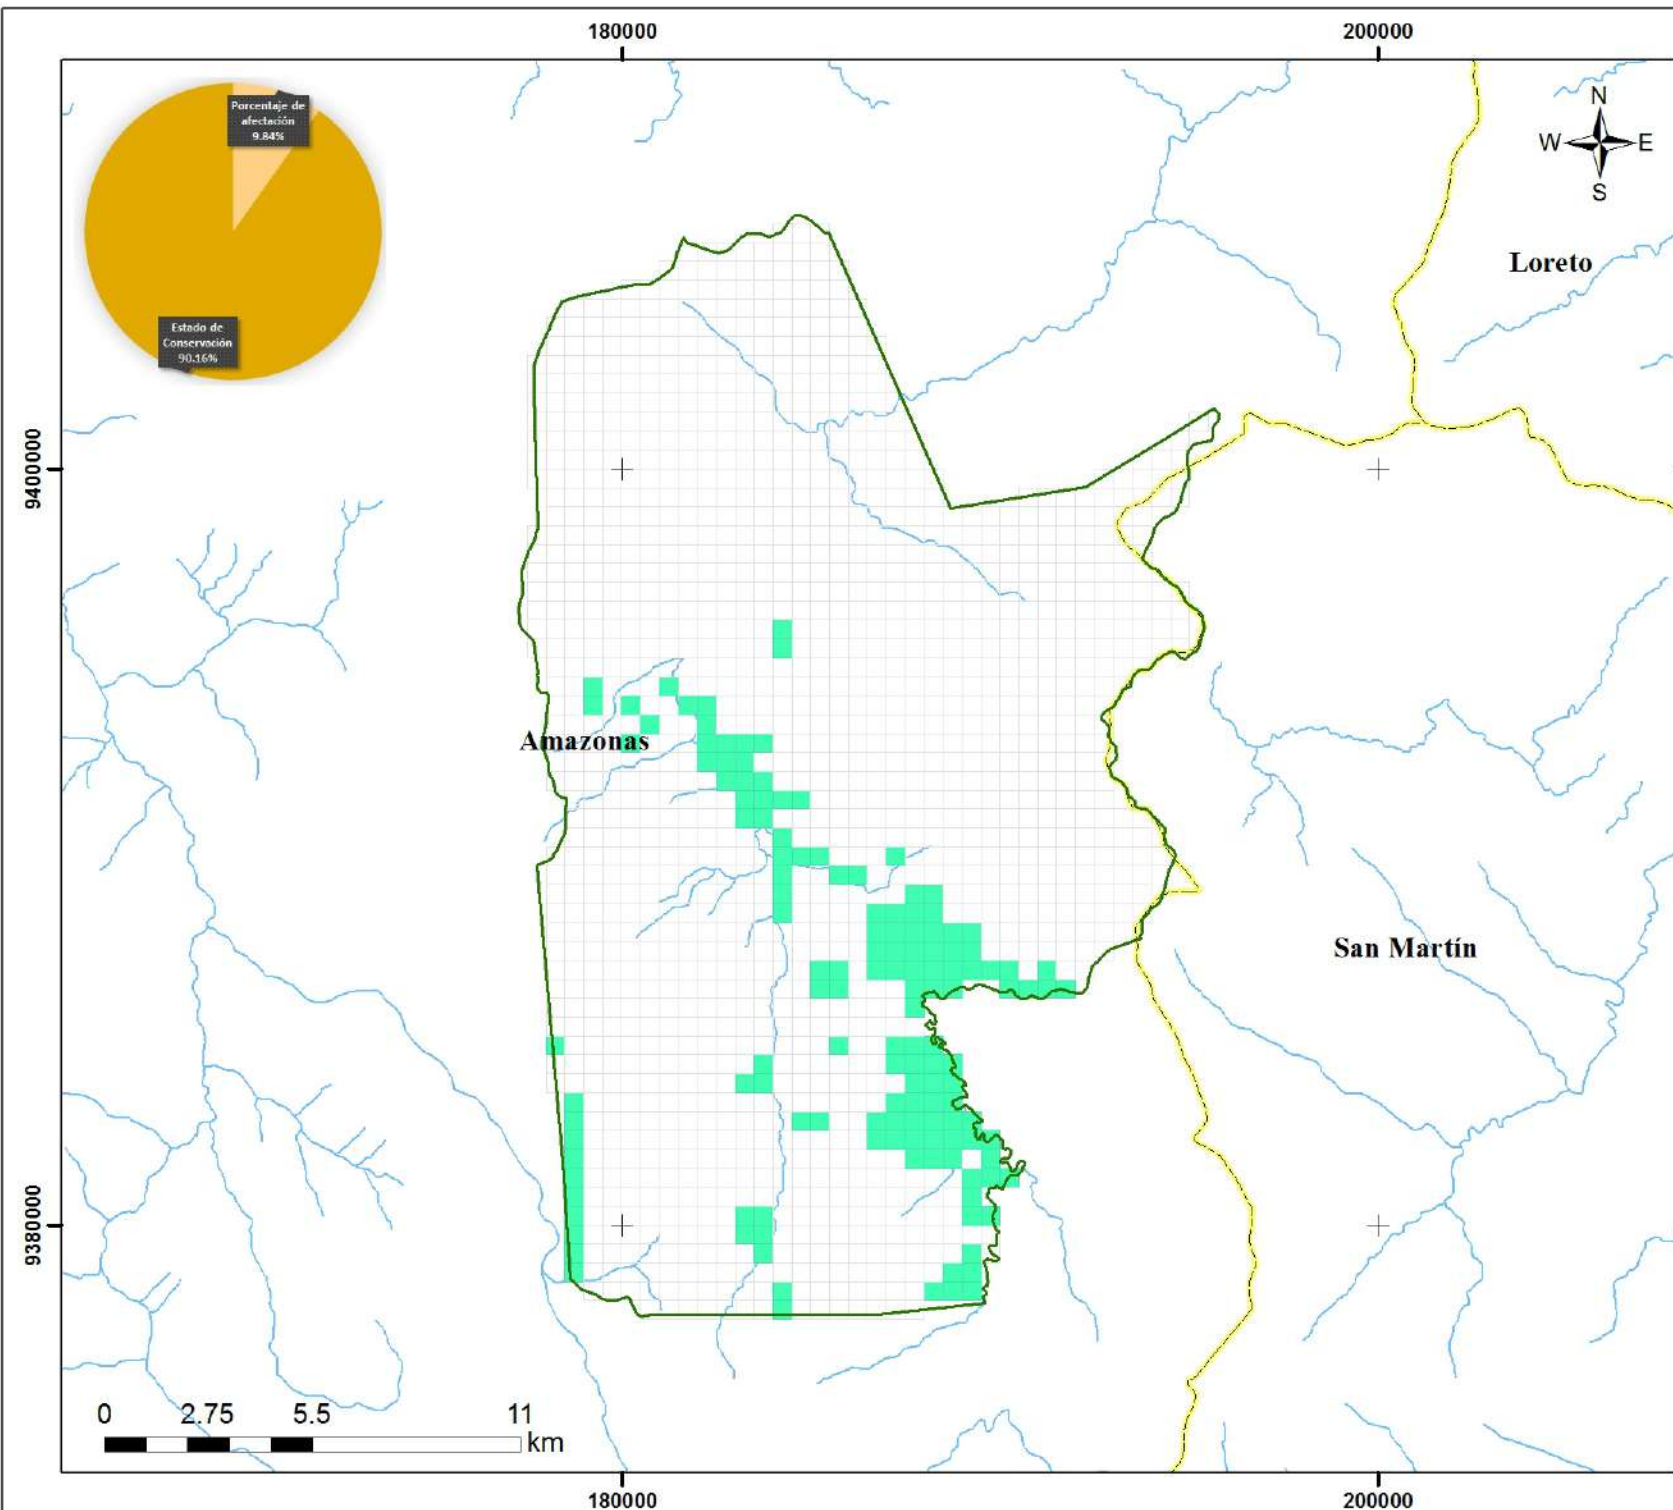 180000
200000
Porcentaje de
afectación
9.84%
N
W
E
S
Loreto
Estado de
Conservación
90.16%
9400000
Amazonas
San Martín
9380000
0
2.75
5.5
11
km
180000
200000